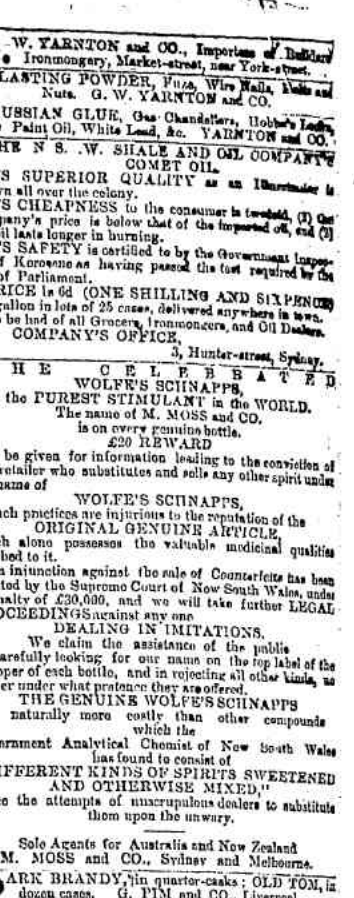 W. YARNTON and CO., Importers of Builders'
Ironmongery, Market-street, near York-street.
LASTING POWDER, Fuse, Wire Nails, and
Nuts. G. W. YARNTON and CO.
USSIAN GLUE, Gas Chandeliers, Hobbs's Locks,
Paint Oil, White Lead, &c. YARNTON and CO.
HE N S. .W. SHALE AND OIL COMPANY'S
COMET OIL.
'S SUPERIOR QUALITY as an Illuminator is
rn all over the colony.
'S CHEAPNESS to the consumer is twofold, (1) Our
pany's price is below that of the imported oil, and (2)
oil lasts longer in burning.
'S SAFETY is certified to by the Government Inspec-
f Kerosene as having passed the test required by the
of Parliament.
RICE 1s 6d (ONE SHILLING AND SIXPENCE)
gallon in lots of 25 cases, delivered anywhere in town.
be had of all Grocers, Ironmongers, and Oil Dealers.
COMPANY'S OFFICE,
3, Hunter-street, Sydney.
H E C E L E B R A T E D
WOLFE'S SCHNAPPS,
the PUREST STIMULANT in the WORLD.
The name of M. MOSS and CO.
is on every genuine bottle.
£20 REWARD
be given for information leading to the conviction of
retailer who substitutes and sells any other spirit under
name of
WOLFE'S SCHNAPPS,
ch practices are injurious to the reputation of the
ORIGINAL GENUINE ARTICLE,
h alone possesses the valuable medicinal qualities
bed to it.
n injunction against the sale of Counterfeits has been
ted by the Supreme Court of New South Wales, under
nalty of £30,000, and we will take further LEGAL
OCEEDINGS against any one
DEALING IN IMITATIONS.
We claim the assistance of the public
arefully looking for our name on the top label of the
pper of each bottle, and in rejecting all other kinds, no
er under what pretence they are offered.
THE GENUINE WOLFE'S SCHNAPPS
naturally more costly than other compounds
which the
ernment Analytical Chemist of New South Wales
has found to consist of
IFFERENT KINDS OF SPIRITS SWEETENED
AND OTHERWISE MIXED,"
e the attempts of unscrupulous dealers to substitute
them upon the unwary.
Sole Agents for Australia and New Zealand
M. MOSS and CO., Sydney and Melbourne.
ARK BRANDY, in quarter-casks; OLD TOM, in
dozen cases. G. PIM and CO.,